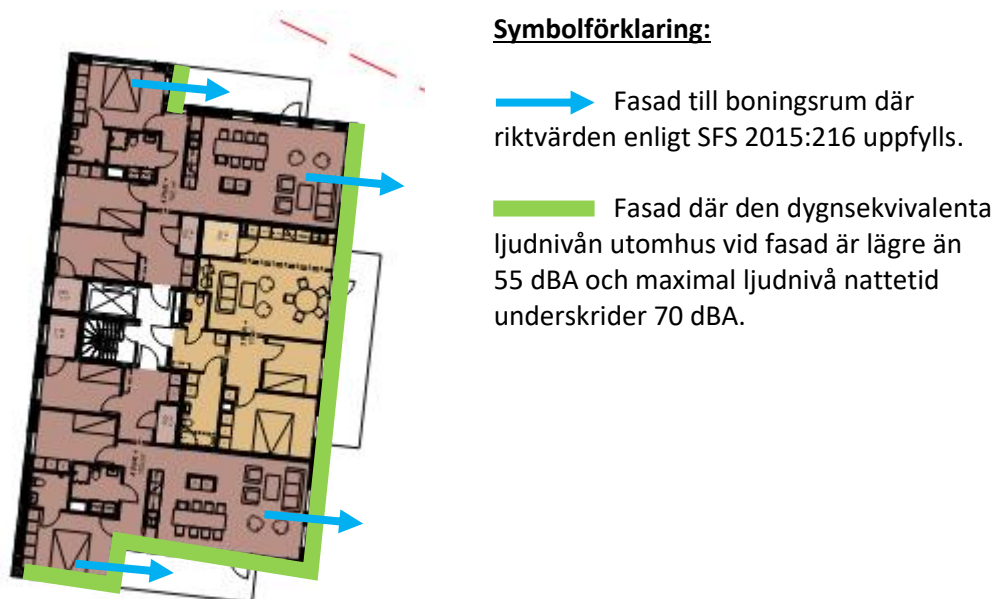 Symbolförklaring:
Fasad till boningsrum där
riktvärden enligt SFS 2015:216 uppfylls.
Fasad där den dygnsekvivalenta
ljudnivån utomhus vid fasad är lägre än
55 dBA och maximal ljudnivå nattetid
underskrider 70 dBA.